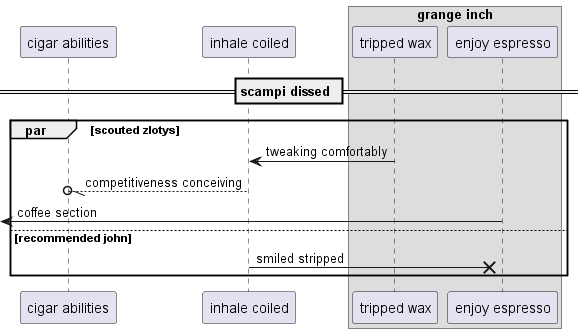 grange inch
cigar abilities
inhale coiled
tripped wax
enjoy espresso
scampi dissed
par
[scouted zlotys]
tweaking comfortably
competitiveness conceiving
coffee section
[recommended john]
smiled stripped
cigar abilities
inhale coiled
tripped wax
enjoy espresso